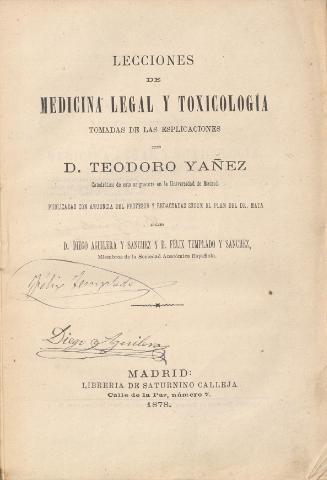 LECCIONES
DE
MEDICINA LEGAL Y TOXICOLOGÍA
TOMADAS DE LAS ESPLICACIONES
DE
D. TEODORO YAÑEZ
Catedrático de esta asignatura en la Universidad de Madrid
PUBLICADAS CON ANUENCIA DEL PROFESOR Y REDACTADAS SEGUN EL PLAN DEL DR. MATA
POR
D. DIEGO AGUILERA Y SANCHEZ Y D. FÉLIX TEMPLADO Y SANCHEZ,
Miembros de la Sociedad Anatómica Española.
Félix Templado
Diego Aguilera
MADRID:
LIBRERIA DE SATURNINO CALLEJA
Calle de la Paz, número 7.
1878.